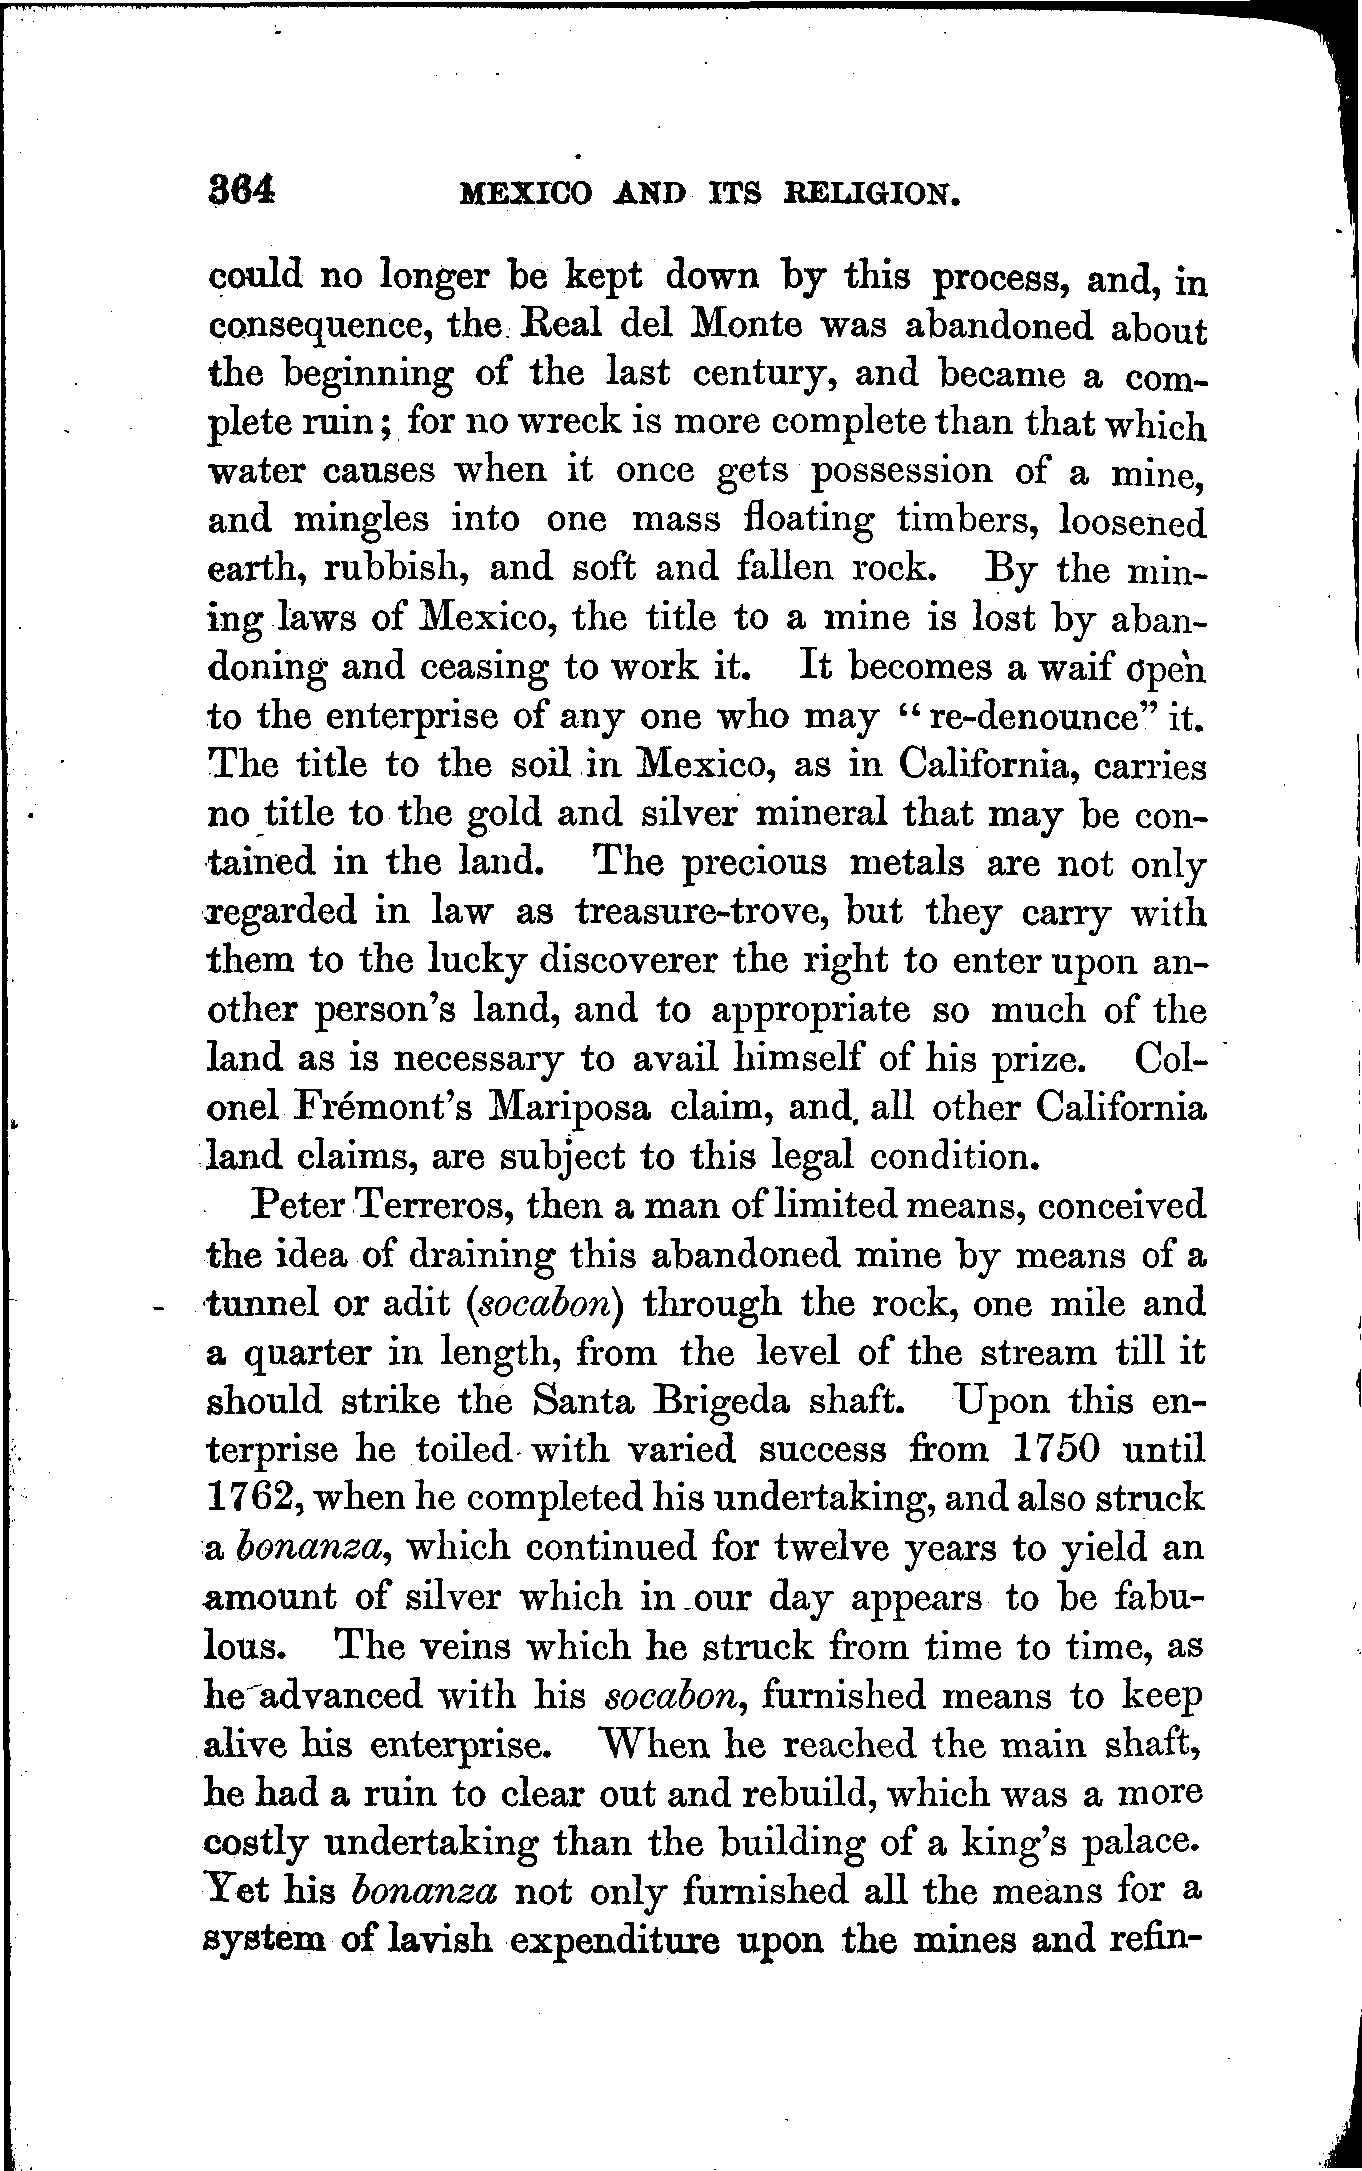 364 MEXICO AND ITS RELIGION.
could no longer be kept down by this process, and, in
consequence, the Real del Monte was abandoned about
the beginning of the last century, and became a com-
plete ruin; for no wreck is more complete than that which
water causes when it once gets possession of a mine,
and mingles into one mass floating timbers, loosened
earth, rubbish, and soft and fallen rock. By the min-
ing laws of Mexico, the title to a mine is lost by aban-
doning and ceasing to work it. It becomes a waif open
to the enterprise of any one who may “re-denounce” it.
The title to the soil in Mexico, as in California, carries
no title to the gold and silver mineral that may be con-
tained in the land. The precious metals are not only
regarded in law as treasure-trove, but they carry with
them to the lucky discoverer the right to enter upon an-
other person's land, and to appropriate so much of the
land as is necessary to avail himself of his prize. Col-
onel Frémont's Mariposa claim, and all other California
land claims, are subject to this legal condition.
Peter Terreros, then a man of limited means, conceived
the idea of draining this abandoned mine by means of a
tunnel or adit (socabon) through the rock, one mile and
a quarter in length, from the level of the stream till it
should strike the Santa Brigeda shaft. Upon this en-
terprise he toiled with varied success from 1750 until
1762, when he completed his undertaking, and also struck
a bonanza, which continued for twelve years to yield an
amount of silver which in our day appears to be fabu-
lous. The veins which he struck from time to time, as
he advanced with his socabon, furnished means to keep
alive his enterprise. When he reached the main shaft,
he had a ruin to clear out and rebuild, which was a more
costly undertaking than the building of a king's palace.
Yet his bonanza not only furnished all the means for a
system of lavish expenditure upon the mines and refin-